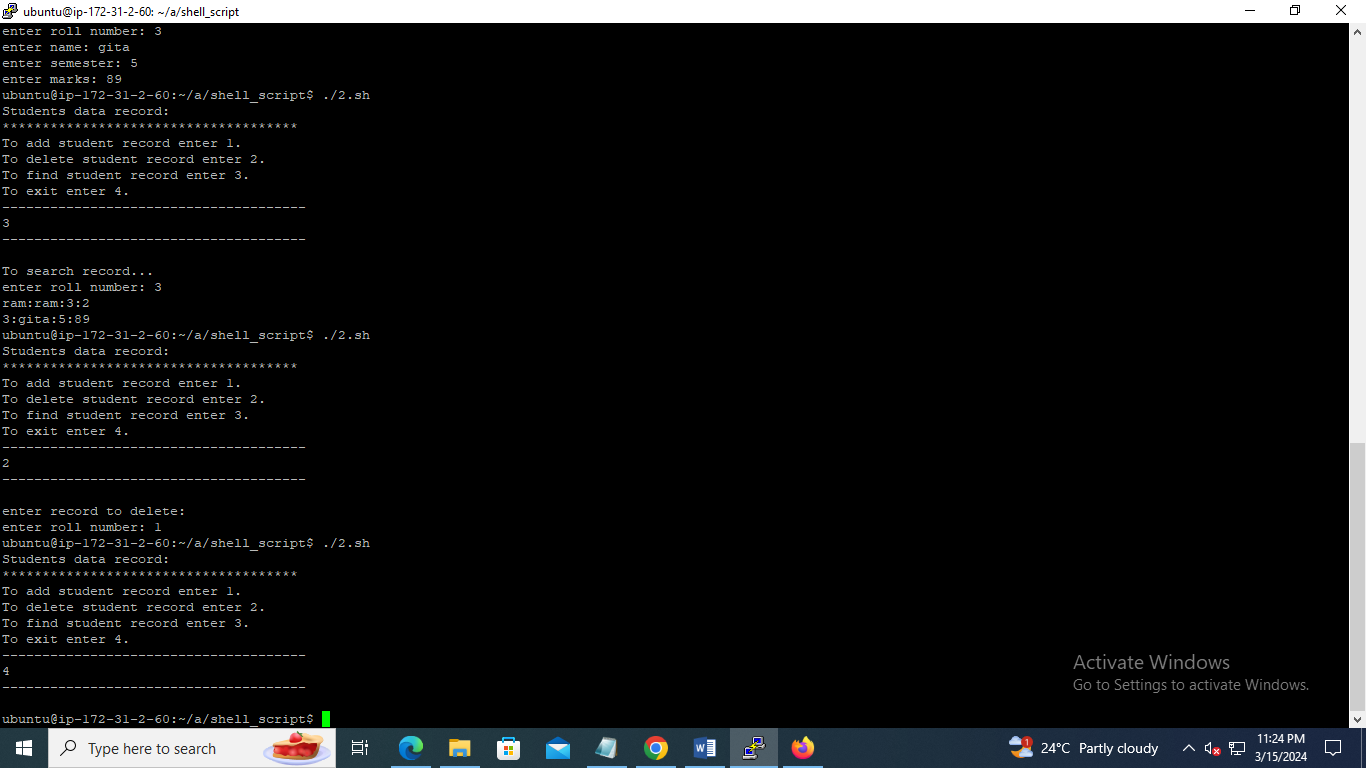 ubuntu@ip-172-31-2-60: ~/a/shell_script
enter roll number: 3
enter name: gita
enter semester: 5
enter marks: 89
ubuntu@ip-172-31-2-60:~/a/shell_script$ ./2.sh
Students data record:
*************************************
To add student record enter 1.
To delete student record enter 2.
To find student record enter 3.
To exit enter 4.
--------------------------------------
3
--------------------------------------
To search record...
enter roll number: 3
ram:ram:3:2
3:gita:5:89
ubuntu@ip-172-31-2-60:~/a/shell_script$ ./2.sh
Students data record:
*************************************
To add student record enter 1.
To delete student record enter 2.
To find student record enter 3.
To exit enter 4.
--------------------------------------
2
--------------------------------------
enter record to delete:
enter roll number: 1
ubuntu@ip-172-31-2-60:~/a/shell_script$ ./2.sh
Students data record:
*************************************
To add student record enter 1.
To delete student record enter 2.
To find student record enter 3.
To exit enter 4.
--------------------------------------
4
--------------------------------------
ubuntu@ip-172-31-2-60:~/a/shell_script$
Activate Windows
Go to Settings to activate Windows.
Type here to search
1
24°C Partly cloudy
11:24 PM
3/15/2024